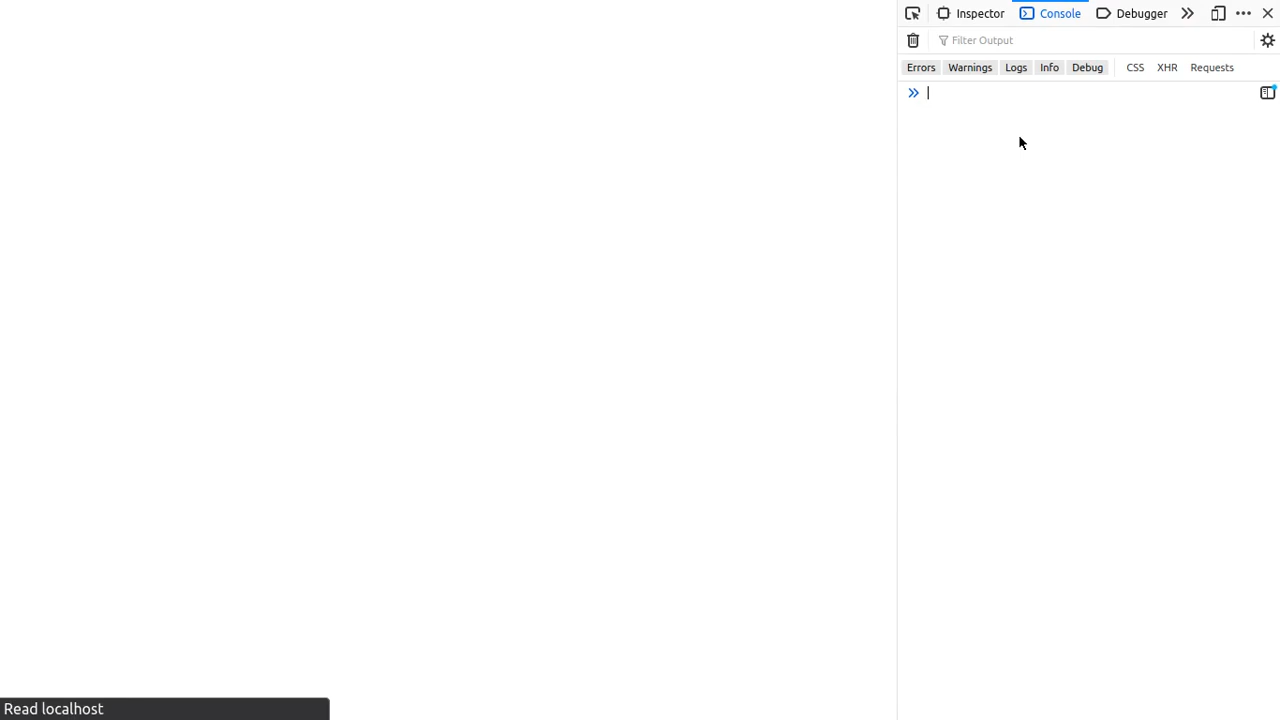 Inspector Console Debugger
Filter Output
Errors Warnings Logs Info Debug CSS XHR Requests
Read localhost